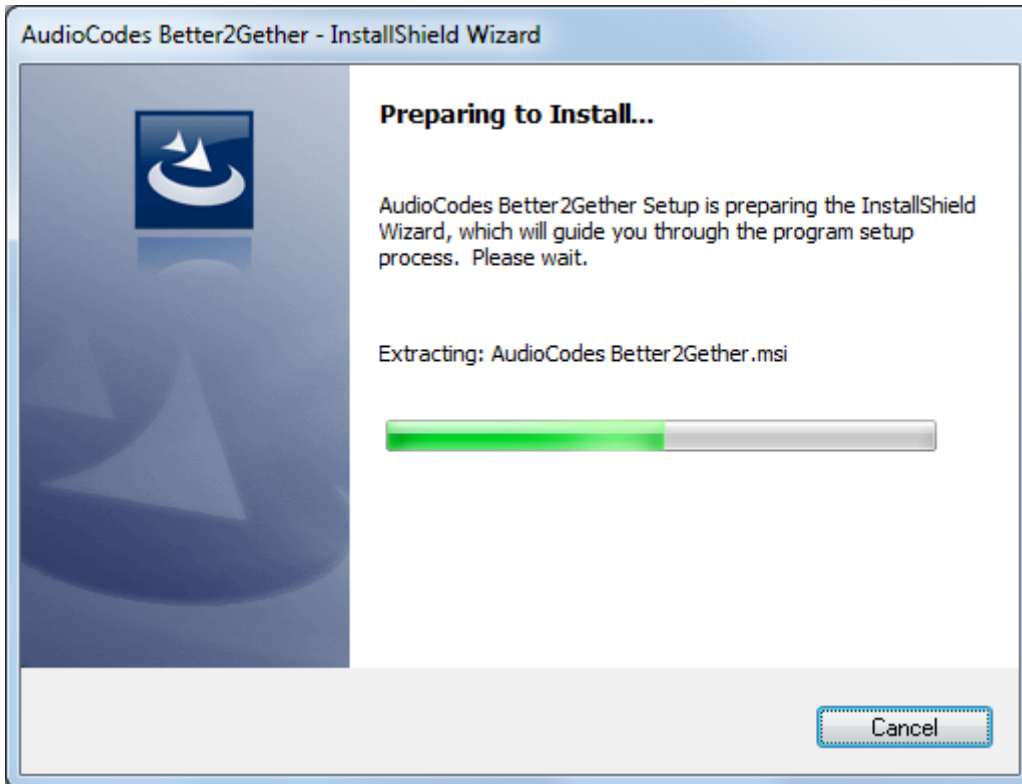 AudioCodes Better2Gether - InstallShield Wizard
Preparing to Install...
AudioCodes Better2Gether Setup is preparing the InstallShield
Wizard, which will guide you through the program setup
process.  Please wait.
Extracting: AudioCodes Better2Gether.msi
Cancel